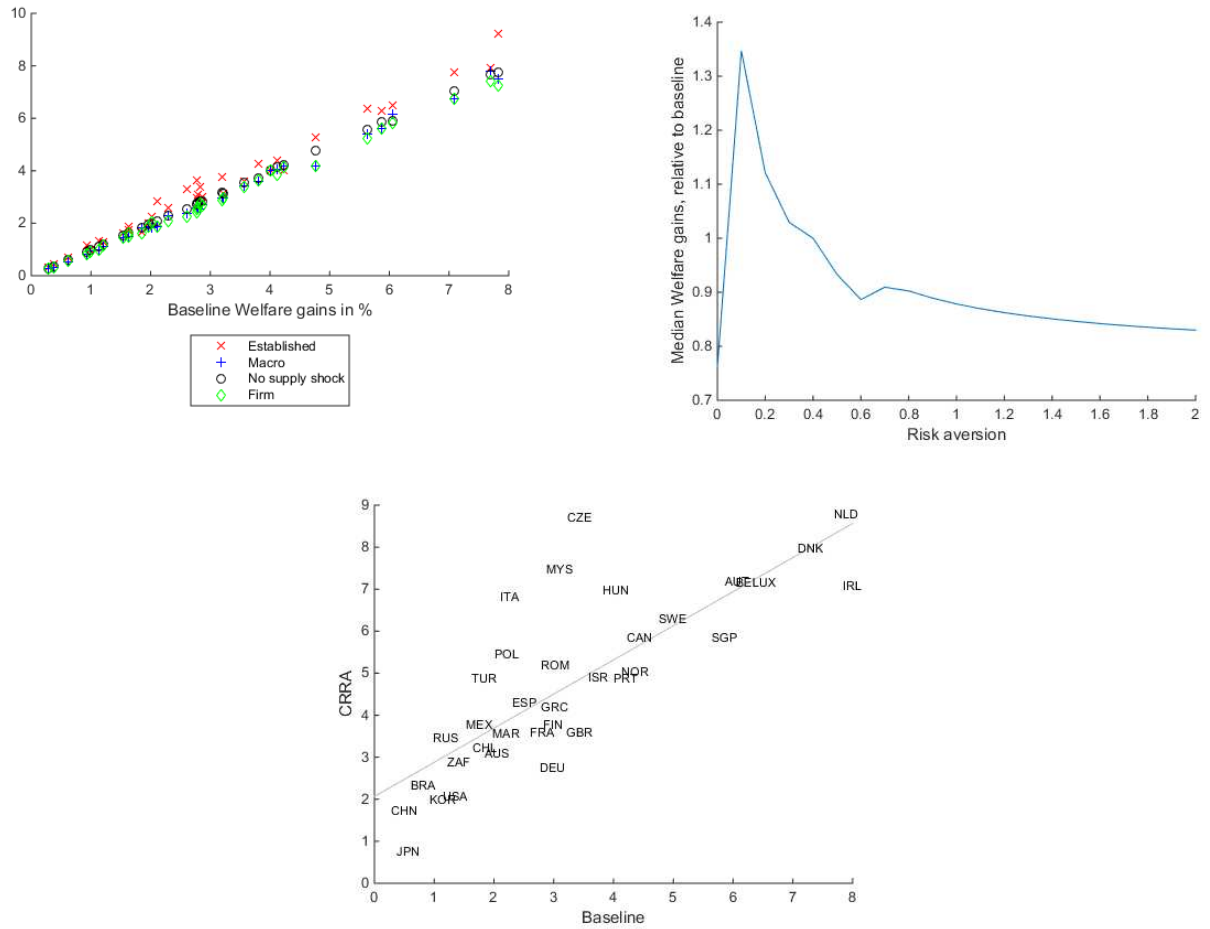 10
8
6
4
2
0
0 1 2 3 4 5 6 7 8
Baseline Welfare gains in %
Established
Macro
No supply shock
Firm
Median Welfare gains, relative to baseline
1.4
1.3
1.2
1.1
1
0.9
0.8
0.7
0 0.2 0.4 0.6 0.8 1 1.2 1.4 1.6 1.8 2
Risk aversion
CRRA
9
8
7
6
5
4
3
2
1
0
NLD
CZE
DNK
MYS
AUT BELUX
IRL
HUN
ITA
SWE
CAN
SGP
POL
ROM
NOR
TUR
ISR PRT
ESP
GRC
MEX
FIN
RUS
MAR
FRA
GBR
CHL
AUS
ZAF
DEU
BRA
KOR USA
CHN
JPN
0 1 2 3 4 5 6 7 8
Baseline